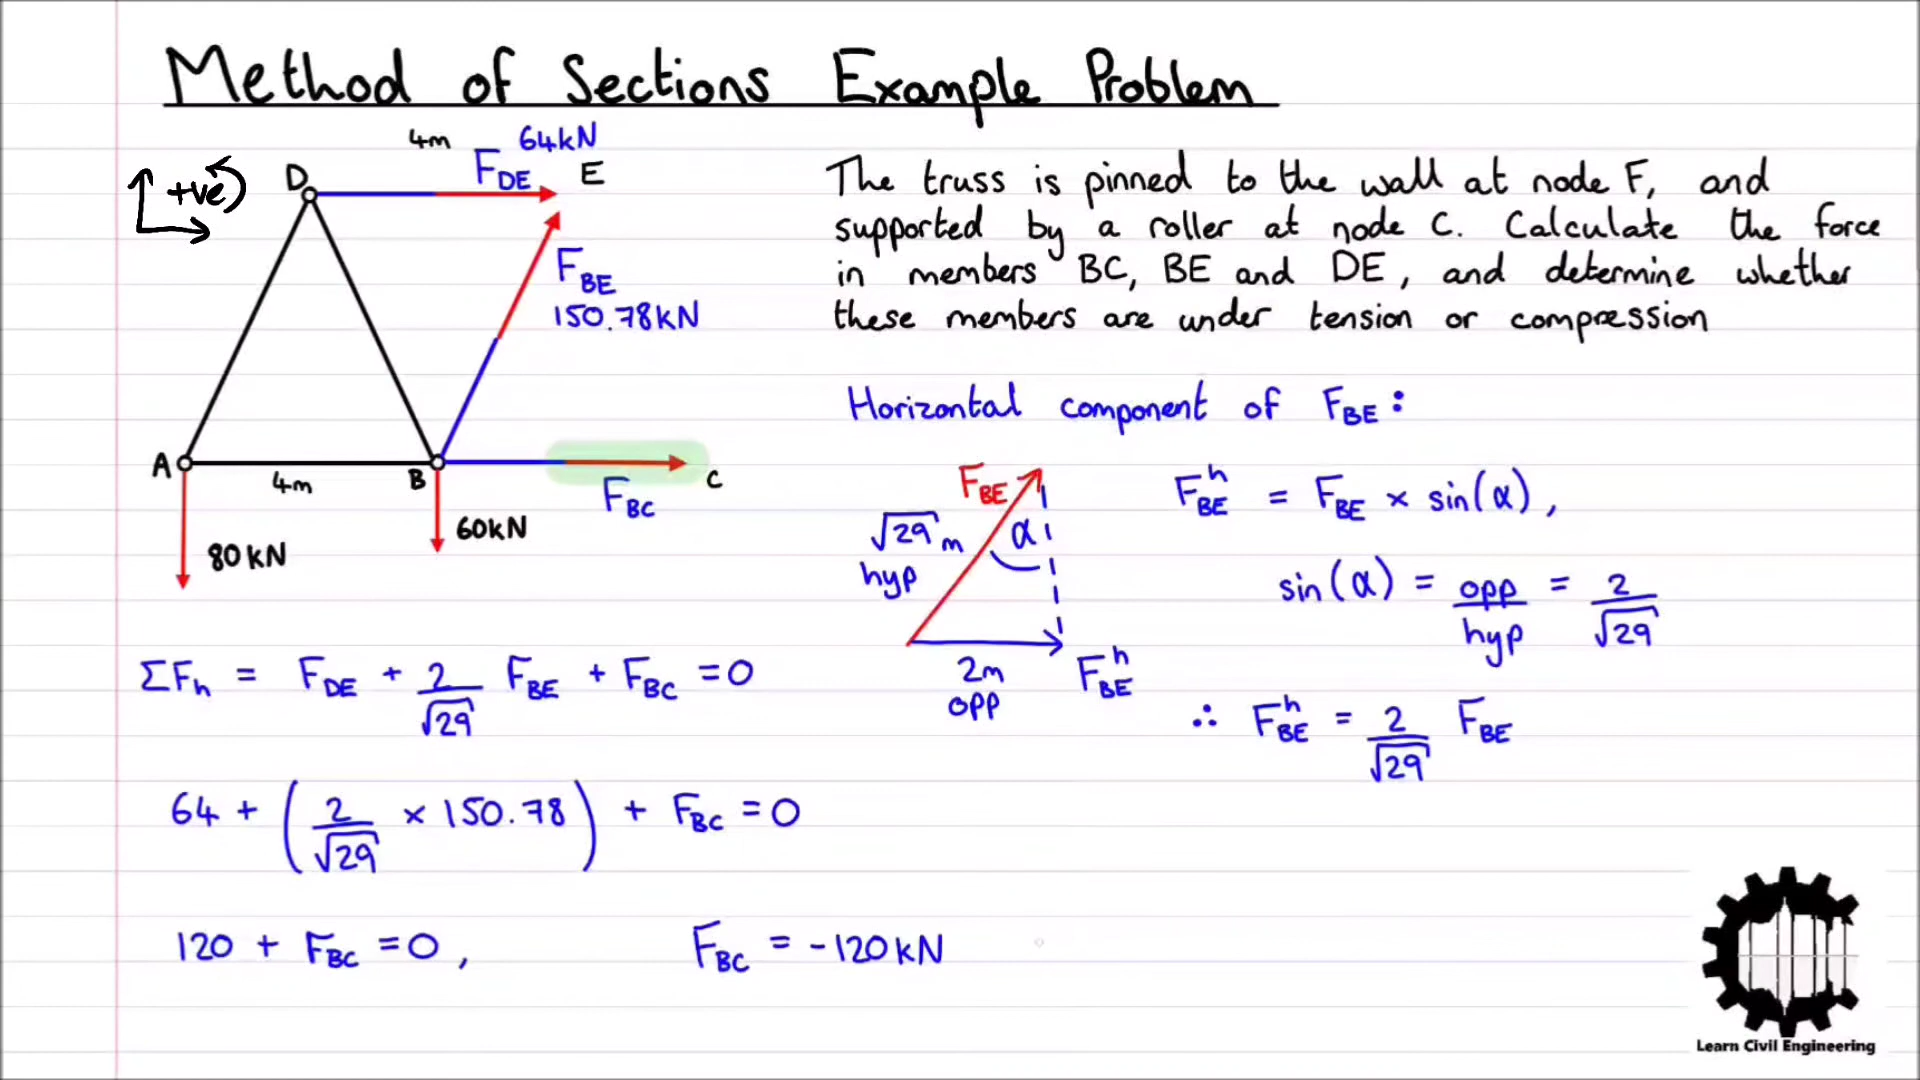 Method of Sections Example Problem
4m 64kN
D F_DE E
+ve
F_BE
150.78kN
A 4m B F_BC C
60kN
80kN
The truss is pinned to the wall at node F, and
supported by a roller at node C. Calculate the force
in members BC, BE and DE, and determine whether
these members are under tension or compression
Horizontal component of F_BE:
F_BE
√29 m
hyp
α
2m
opp
F_BE^h
F_BE^h = F_BE × sin(α),
sin(α) = opp/hyp = 2/√29
∴ F_BE^h = 2/√29 F_BE
ΣF_h = F_DE + 2/√29 F_BE + F_BC = 0
64 + (2/√29 × 150.78) + F_BC = 0
120 + F_BC = 0, F_BC = -120kN
Learn Civil Engineering